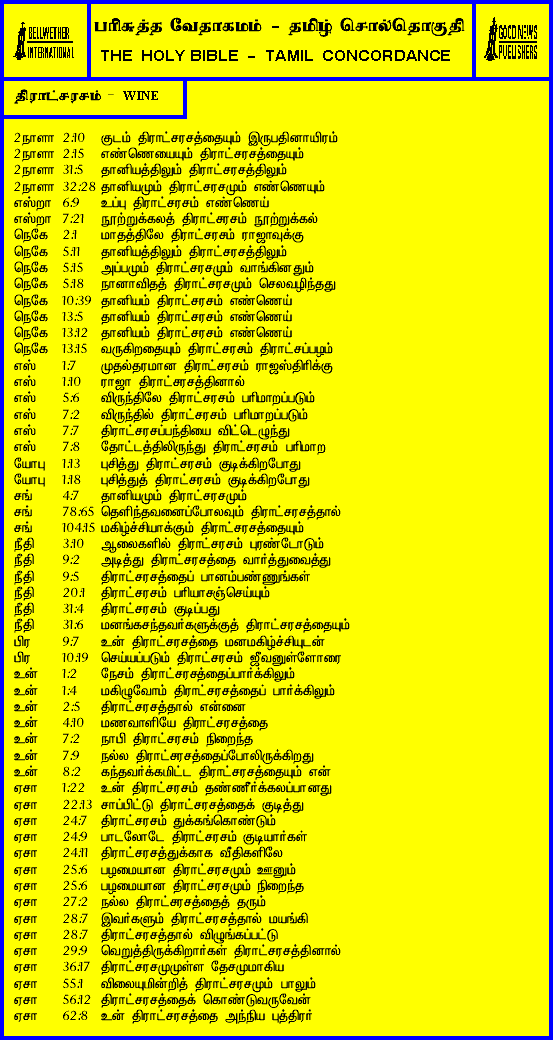 BELLWETHER
INTERNATIONAL
பரிசுத்த வேதாகமம் - தமிழ் சொல்தொகுதி
THE HOLY BIBLE - TAMIL CONCORDANCE
GOOD NEWS
PUBLISHERS
திராட்சரசம் - WINE
2நாளா 2:10 குடம் திராட்சரசத்தையும் இருபதினாயிரம்
2நாளா 2:15 எண்ணெயையும் திராட்சரசத்தையும்
2நாளா 31:5 தானியத்திலும் திராட்சரசத்திலும்
2நாளா 32:28 தானியமும் திராட்சரசமும் எண்ணெயும்
எஸ்றா 6:9 உப்பு திராட்சரசம் எண்ணெய்
எஸ்றா 7:21 நூற்றுக்கலத் திராட்சரசம் நூற்றுக்கல்
நெகே 2:1 மாதத்திலே திராட்சரசம் ராஜாவுக்கு
நெகே 5:11 தானியத்திலும் திராட்சரசத்திலும்
நெகே 5:15 அப்பமும் திராட்சரசமும் வாங்கினதும்
நெகே 5:18 நானாவிதத் திராட்சரசமும் செலவழிந்தது
நெகே 10:39 தானியம் திராட்சரசம் எண்ணெய்
நெகே 13:5 தானியம் திராட்சரசம் எண்ணெய்
நெகே 13:12 தானியம் திராட்சரசம் எண்ணெய்
நெகே 13:15 வருகிறதையும் திராட்சரசம் திராட்சப்பழம்
எஸ் 1:7 முதல்தரமான திராட்சரசம் ராஜஸ்திரிக்கு
எஸ் 1:10 ராஜா திராட்சரசத்தினால்
எஸ் 5:6 விருந்திலே திராட்சரசம் பரிமாறப்படும்
எஸ் 7:2 விருந்தில் திராட்சரசம் பரிமாறப்படும்
எஸ் 7:7 திராட்சரசப்பந்தியை விட்டெழுந்து
எஸ் 7:8 தோட்டத்திலிருந்து திராட்சரசம் பரிமாற
யோபு 1:13 புசித்து திராட்சரசம் குடிக்கிறபோது
யோபு 1:18 புசித்துத் திராட்சரசம் குடிக்கிறபோது
சங் 4:7 தானியமும் திராட்சரசமும்
சங் 78:65 தெளிந்தவனைப்போலவும் திராட்சரசத்தால்
சங் 104:15 மகிழ்ச்சியாக்கும் திராட்சரசத்தையும்
நீதி 3:10 ஆலைகளில் திராட்சரசம் புரண்டோடும்
நீதி 9:2 அடித்து திராட்சரசத்தை வார்த்துவைத்து
நீதி 9:5 திராட்சரசத்தைப் பானம்பண்ணுங்கள்
நீதி 20:1 திராட்சரசம் பரியாசஞ்செய்யும்
நீதி 31:4 திராட்சரசம் குடிப்பது
நீதி 31:6 மனங்கசந்தவர்களுக்குத் திராட்சரசத்தையும்
பிர 9:7 உன் திராட்சரசத்தை மனமகிழ்ச்சியுடன்
பிர 10:19 செய்யப்படும் திராட்சரசம் ஜீவனுள்ளோரை
உன் 1:2 நேசம் திராட்சரசத்தைப்பார்க்கிலும்
உன் 1:4 மகிழுவோம் திராட்சரசத்தைப் பார்க்கிலும்
உன் 2:5 திராட்சரசத்தால் என்னை
உன் 4:10 மணவாளியே திராட்சரசத்தை
உன் 7:2 நாபி திராட்சரசம் நிறைந்த
உன் 7:9 நல்ல திராட்சரசத்தைப்போலிருக்கிறது
உன் 8:2 கந்தவர்க்கமிட்ட திராட்சரசத்தையும் என்
ஏசா 1:22 உன் திராட்சரசம் தண்ணீர்க்கலப்பானது
ஏசா 22:13 சாப்பிட்டு திராட்சரசத்தைக் குடித்து
ஏசா 24:7 திராட்சரசம் துக்கங்கொண்டும்
ஏசா 24:9 பாடலோடே திராட்சரசம் குடியார்கள்
ஏசா 24:11 திராட்சரசத்துக்காக வீதிகளிலே
ஏசா 25:6 பழமையான திராட்சரசமும் ஊனும்
ஏசா 25:6 பழமையான திராட்சரசமும் நிறைந்த
ஏசா 27:2 நல்ல திராட்சரசத்தைத் தரும்
ஏசா 28:7 இவர்களும் திராட்சரசத்தால் மயங்கி
ஏசா 28:7 திராட்சரசத்தால் விழுங்கப்பட்டு
ஏசா 29:9 வெறுத்திருக்கிறார்கள் திராட்சரசத்தினால்
ஏசா 36:17 திராட்சரசமுமுள்ள தேசமுமாகிய
ஏசா 55:1 விலையுமின்றித் திராட்சரசமும் பாலும்
ஏசா 56:12 திராட்சரசத்தைக் கொண்டுவருவேன்
ஏசா 62:8 உன் திராட்சரசத்தை அந்நிய புத்திரர்